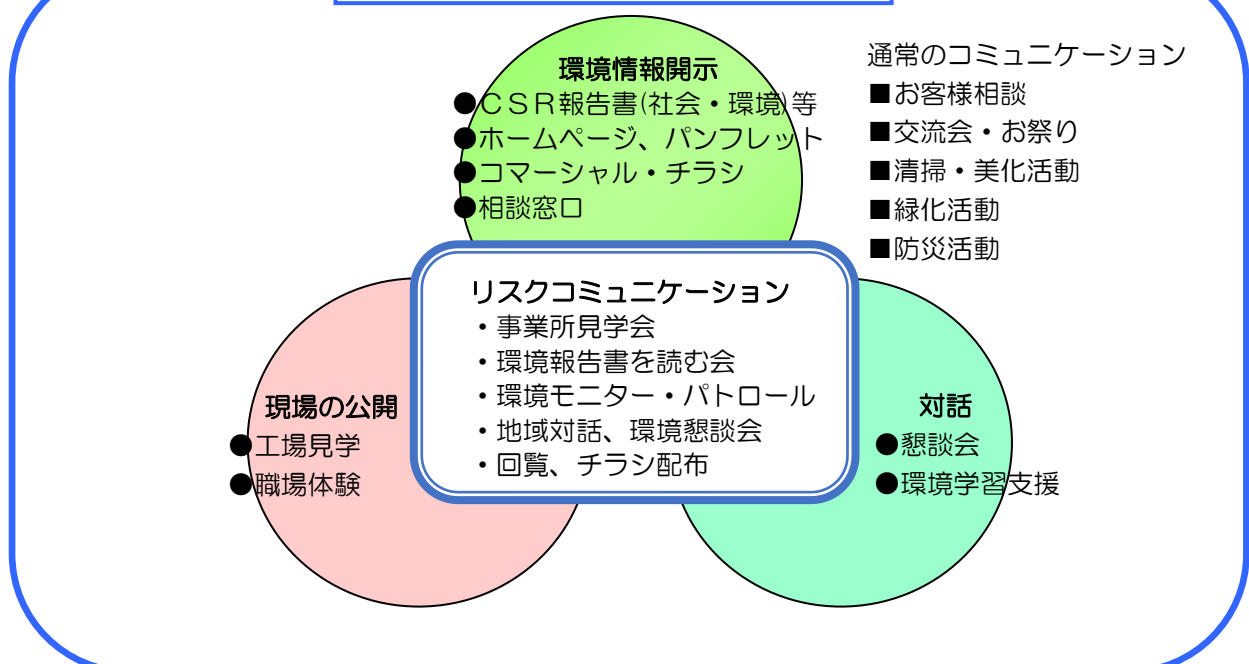 環境情報開示
●CSR報告書(社会・環境)等
●ホームページ、パンフレット
●コマーシャル・チラシ
●相談窓口
通常のコミュニケーション
■お客様相談
■交流会・お祭り
■清掃・美化活動
■緑化活動
■防災活動
リスクコミュニケーション
・事業所見学会
・環境報告書を読む会
・環境モニター・パトロール
・地域対話、環境懇談会
・回覧、チラシ配布
現場の公開
●工場見学
●職場体験
対話
●懇談会
●環境学習支援